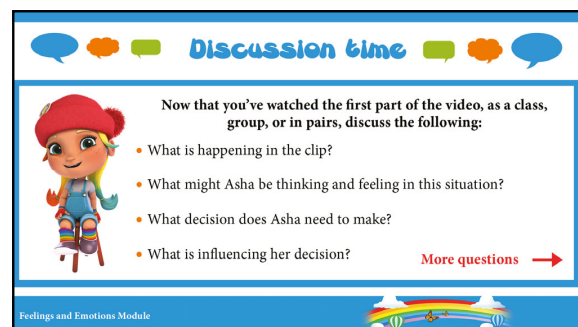 Discussion time
Now that you've watched the first part of the video, as a class,
group, or in pairs, discuss the following:
• What is happening in the clip?
• What might Asha be thinking and feeling in this situation?
• What decision does Asha need to make?
• What is influencing her decision?
More questions
Feelings and Emotions Module